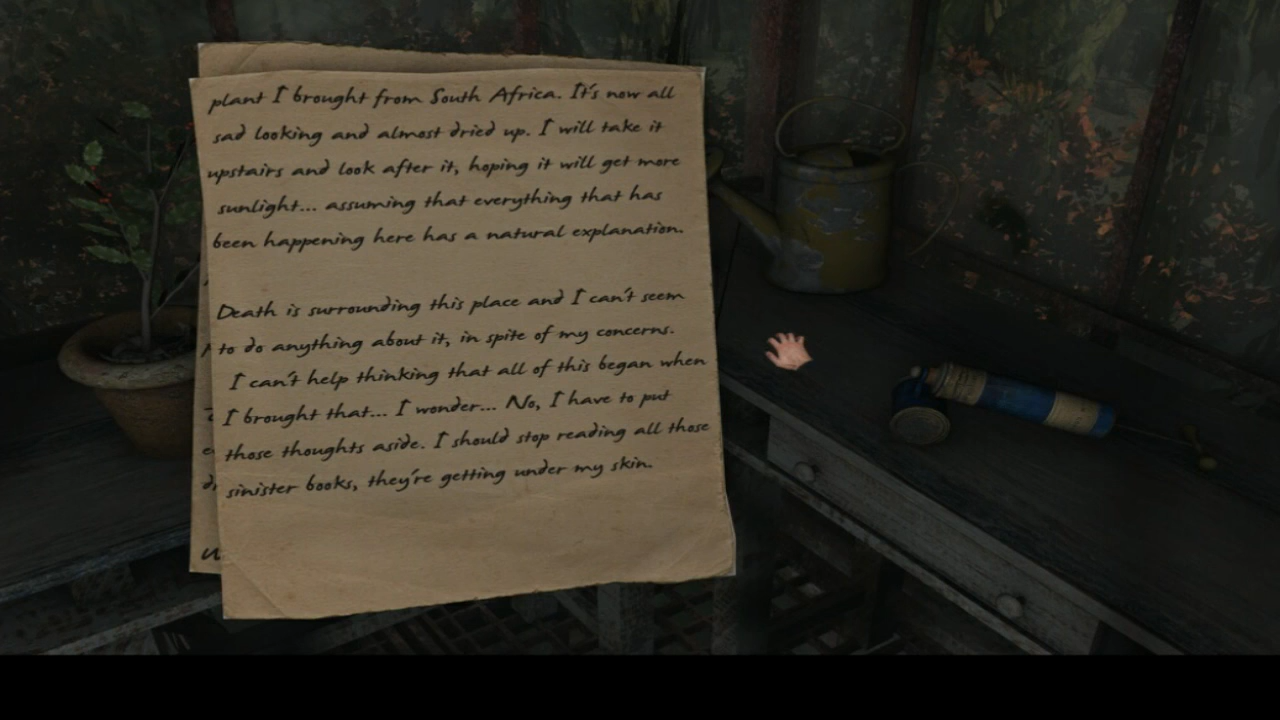 plant I brought from South Africa. It's now all
sad looking and almost dried up. I will take it
upstairs and look after it, hoping it will get more
sunlight... assuming that everything that has
been happening here has a natural explanation.
Death is surrounding this place and I can't seem
to do anything about it, in spite of my concerns.
I can't help thinking that all of this began when
I brought that... I wonder... No, I have to put
those thoughts aside. I should stop reading all those
sinister books, they're getting under my skin.